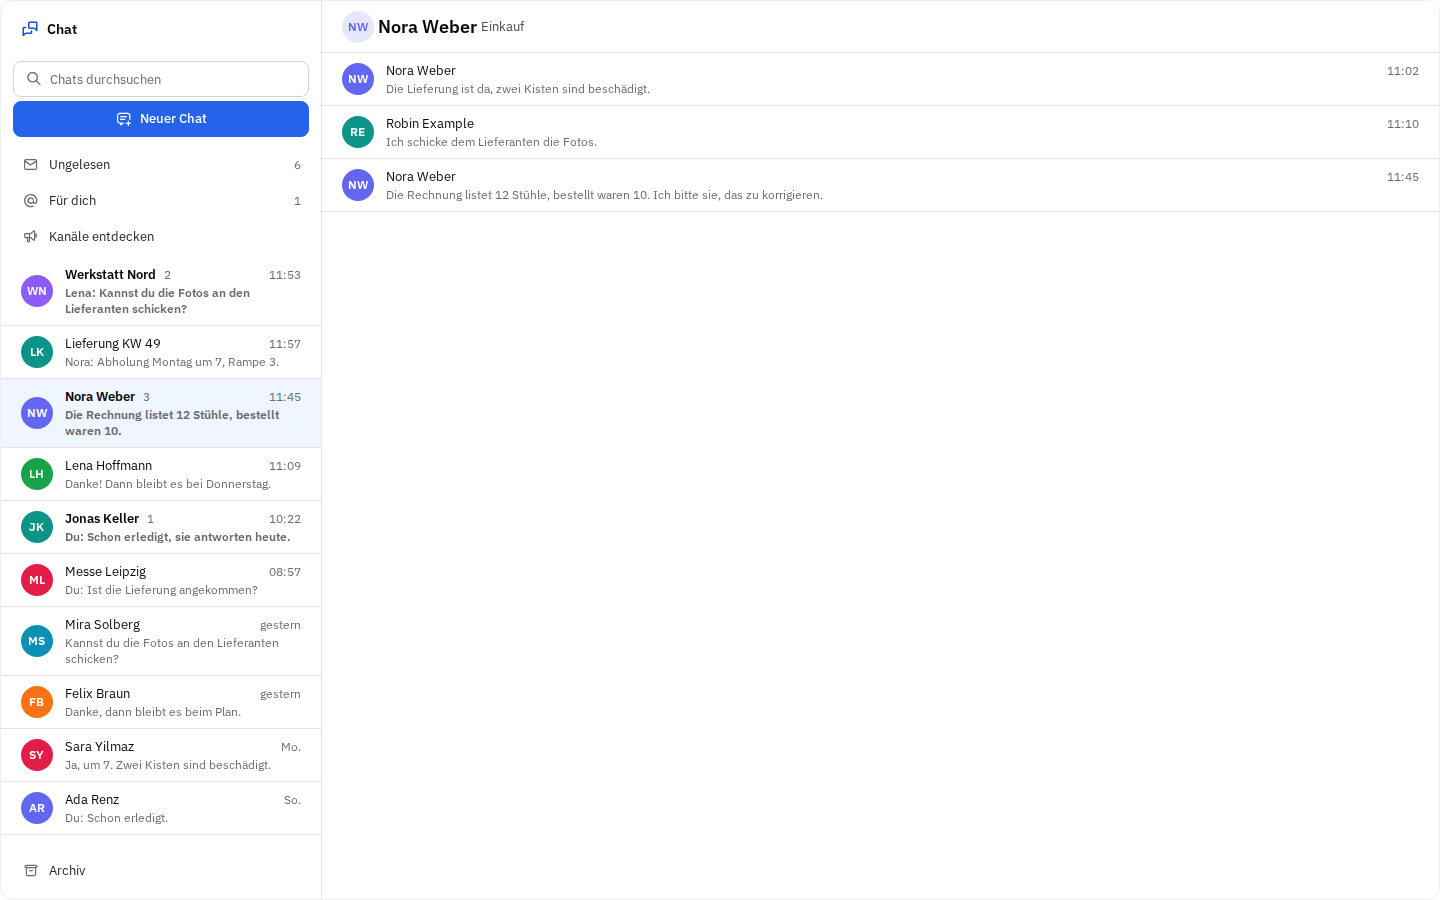 Chat
Chats durchsuchen
Neuer Chat
Ungelesen 6
Für dich 1
Kanäle entdecken
WN
Werkstatt Nord 2 11:53
Lena: Kannst du die Fotos an den
Lieferanten schicken?
LK
Lieferung KW 49 11:57
Nora: Abholung Montag um 7, Rampe 3.
NW
Nora Weber 3 11:45
Die Rechnung listet 12 Stühle, bestellt
waren 10.
LH
Lena Hoffmann 11:09
Danke! Dann bleibt es bei Donnerstag.
JK
Jonas Keller 1 10:22
Du: Schon erledigt, sie antworten heute.
ML
Messe Leipzig 08:57
Du: Ist die Lieferung angekommen?
MS
Mira Solberg gestern
Kannst du die Fotos an den Lieferanten
schicken?
FB
Felix Braun gestern
Danke, dann bleibt es beim Plan.
SY
Sara Yilmaz Mo.
Ja, um 7. Zwei Kisten sind beschädigt.
AR
Ada Renz So.
Du: Schon erledigt.
Archiv
NW Nora Weber Einkauf
NW
Nora Weber 11:02
Die Lieferung ist da, zwei Kisten sind beschädigt.
RE
Robin Example 11:10
Ich schicke dem Lieferanten die Fotos.
NW
Nora Weber 11:45
Die Rechnung listet 12 Stühle, bestellt waren 10. Ich bitte sie, das zu korrigieren.